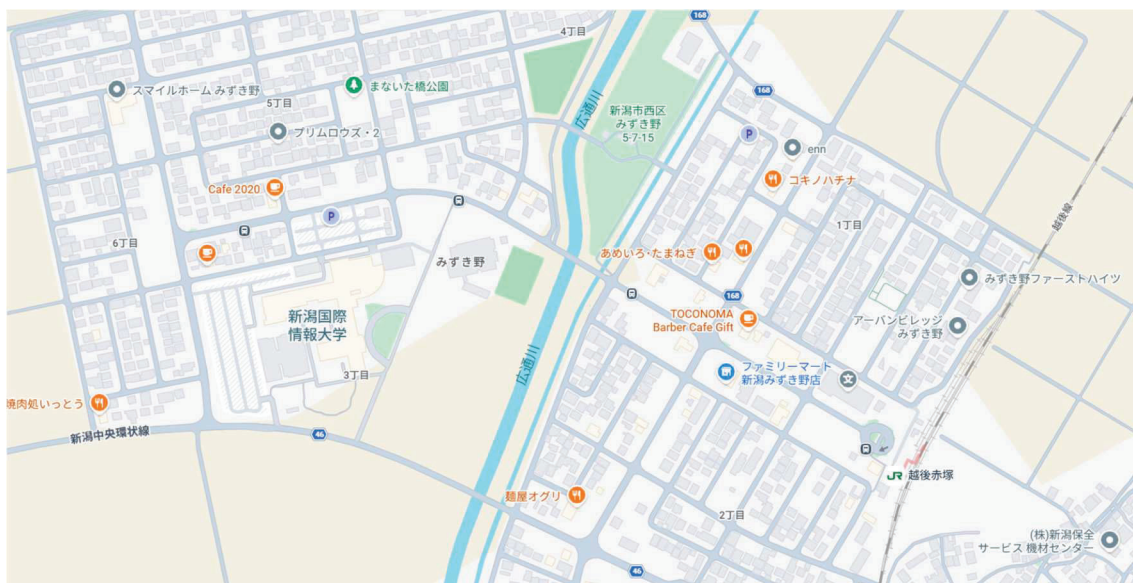 168
4丁目
スマイルホーム みずき野
まないた橋公園
広通川
168
5丁目
新潟市西区
みずき野
5-7-15
プリムロウズ・2
P
enn
コキノハチナ
Cafe 2020
P
1丁目
越後線
6丁目
みずき野
あめいろ・たまねぎ
みずき野ファーストハイツ
168
新潟国際
情報大学
TOCONOMA
Barber Cafe Gift
アーバンビレッジ
みずき野
広通川
3丁目
ファミリーマート
新潟みずき野店
文
焼肉処いっとう
新潟中央環状線
46
JR 越後赤塚
麺屋オグリ
2丁目
(株)新潟保全
サービス 機材センター
46